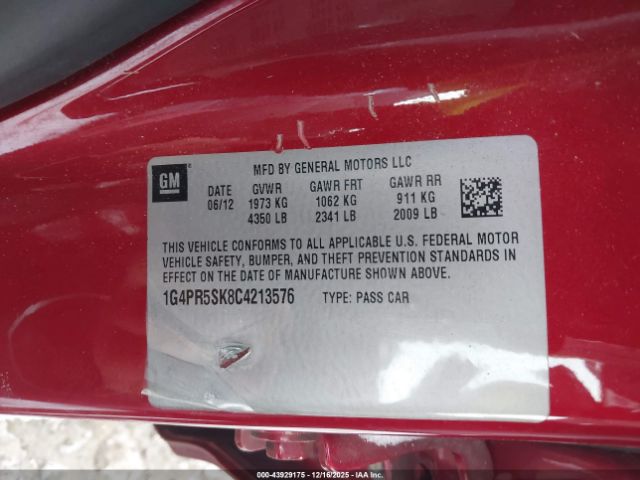 GM
MFD BY GENERAL MOTORS LLC
DATE GVWR GAWR FRT GAWR RR
06/12 1973 KG 1062 KG 911 KG
4350 LB 2341 LB 2009 LB
THIS VEHICLE CONFORMS TO ALL APPLICABLE U.S. FEDERAL MOTOR
VEHICLE SAFETY, BUMPER, AND THEFT PREVENTION STANDARDS IN
EFFECT ON THE DATE OF MANUFACTURE SHOWN ABOVE.
1G4PR5SK8C4213576 TYPE: PASS CAR
000-43929175 - 12/16/2025 - IAAI.COM